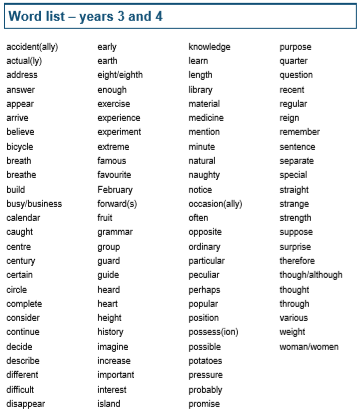 Word list – years 3 and 4
accident(ally)
actual(ly)
address
answer
appear
arrive
believe
bicycle
breath
breathe
build
busy/business
calendar
caught
centre
century
certain
circle
complete
consider
continue
decide
describe
different
difficult
disappear
early
earth
eight/eighth
enough
exercise
experience
experiment
extreme
famous
favourite
February
forward(s)
fruit
grammar
group
guard
guide
heard
heart
height
history
imagine
increase
important
interest
island
knowledge
learn
length
library
material
medicine
mention
minute
natural
naughty
notice
occasion(ally)
often
opposite
ordinary
particular
peculiar
perhaps
popular
position
possess(ion)
possible
potatoes
pressure
probably
promise
purpose
quarter
question
recent
regular
reign
remember
sentence
separate
special
straight
strange
strength
suppose
surprise
therefore
though/although
thought
through
various
weight
woman/women